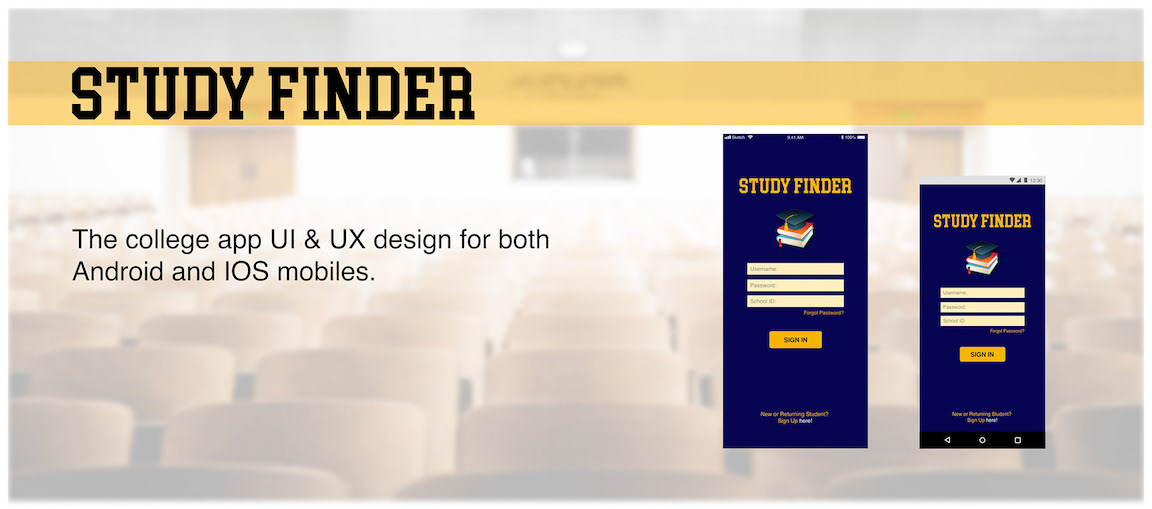 STUDY FINDER
The college app UI & UX design for both
Android and IOS mobiles.
Sketch 9:41 AM 100%
STUDY FINDER
Username:
Password:
School ID:
Forgot Password?
SIGN IN
New or Returning Student?
Sign Up here!
12:30
STUDY FINDER
Username:
Password:
School ID:
Forgot Password?
SIGN IN
New or Returning Student?
Sign Up here!